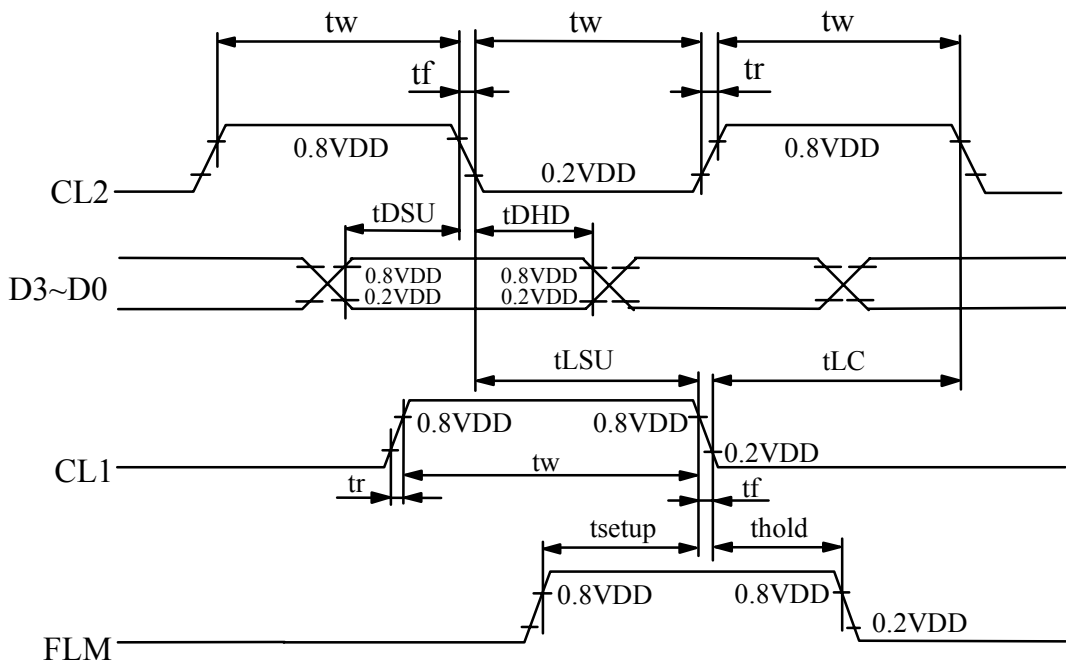 tw tw tw
tf tr
0.8VDD 0.2VDD 0.8VDD
CL2
tDSU tDHD
D3~D0
0.8VDD 0.8VDD
0.2VDD 0.2VDD
tLSU tLC
0.8VDD 0.8VDD
0.2VDD
CL1
tw
tr tf
tsetup thold
0.8VDD 0.8VDD
0.2VDD
FLM